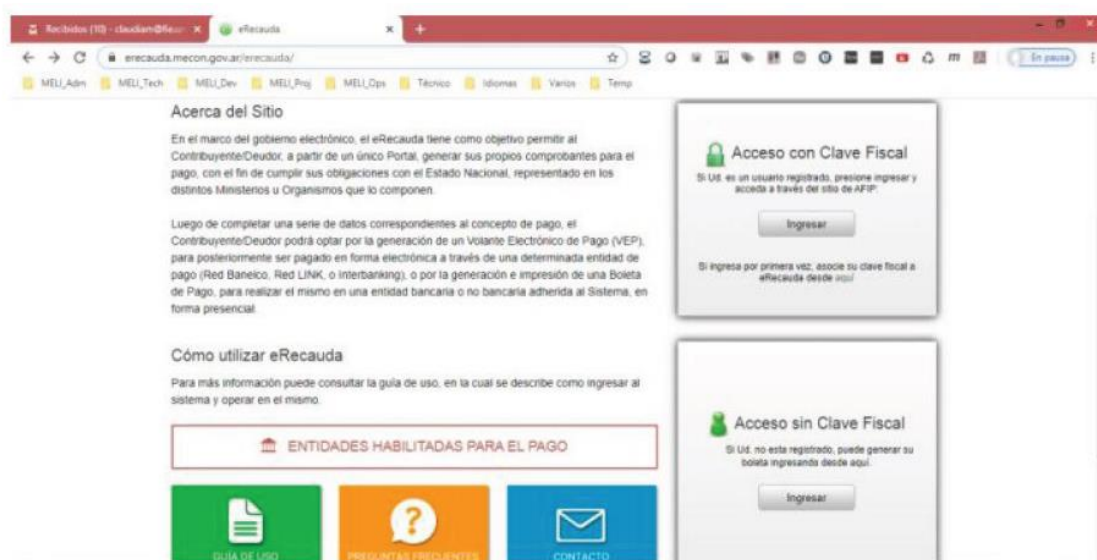 Recibidos (10) - claudiam@fie
eRecauda
erecauda.mecon.gov.ar/erecauda/
En pausa
MELI_Adm
MELI_Tech
MELI_Dev
MELI_Proj
MELI_Ops
Técnico
Idiomas
Varios
Temp
Acerca del Sitio
En el marco del gobierno electrónico, el eRecauda tiene como objetivo permitir al
Contribuyente/Deudor, a partir de un único Portal, generar sus propios comprobantes para el
pago, con el fin de cumplir sus obligaciones con el Estado Nacional, representado en los
distintos Ministerios u Organismos que lo componen.
Luego de completar una serie de datos correspondientes al concepto de pago, el
Contribuyente/Deudor podrá optar por la generación de un Volante Electrónico de Pago (VEP),
para posteriormente ser pagado en forma electrónica a través de una determinada entidad de
pago (Red Banelco, Red LINK, o Interbanking), o por la generación e impresión de una Boleta
de Pago, para realizar el mismo en una entidad bancaria o no bancaria adherida al Sistema, en
forma presencial.
Cómo utilizar eRecauda
Para más información puede consultar la guía de uso, en la cual se describe como ingresar al
sistema y operar en el mismo.
ENTIDADES HABILITADAS PARA EL PAGO
GUÍA DE USO
PREGUNTAS FRECUENTES
CONTACTO
Acceso con Clave Fiscal
Si Ud. es un usuario registrado, presione ingresar y
acceda a través del sitio de AFIP.
Ingresar
Si ingresa por primera vez, asocie su clave fiscal a
eRecauda desde aquí
Acceso sin Clave Fiscal
Si Ud. no esta registrado, puede generar su
boleta ingresando desde aquí.
Ingresar